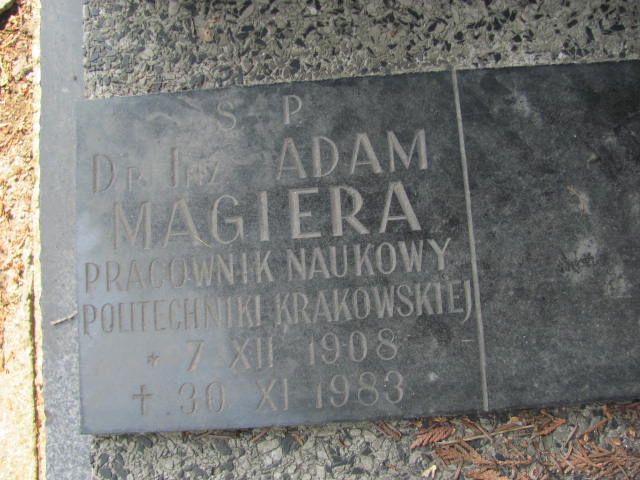 S P
Dr Inż ADAM
MAGIERA
PRACOWNIK NAUKOWY
POLITECHNIKI KRAKOWSKIEJ
* 7 XII 1908
† 30 XI 1983